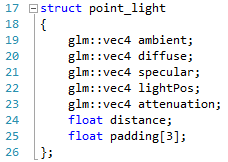 17 struct point_light
18 {
19     glm::vec4 ambient;
20     glm::vec4 diffuse;
21     glm::vec4 specular;
22     glm::vec4 lightPos;
23     glm::vec4 attenuation;
24     float distance;
25     float padding[3];
26 };